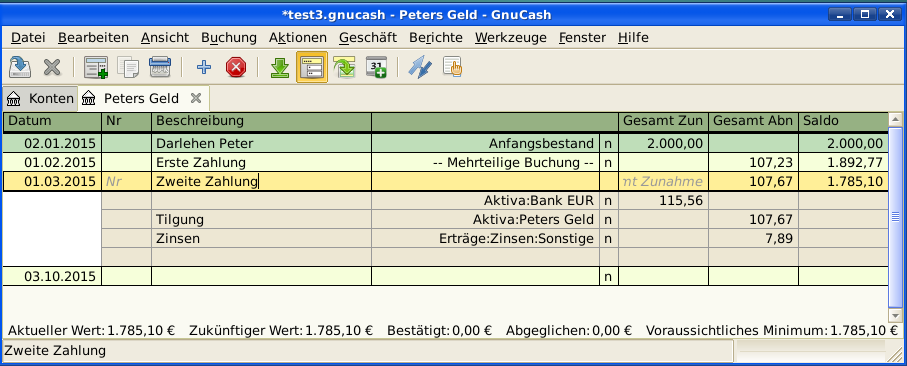 *test3.gnucash - Peters Geld - GnuCash
Datei Bearbeiten Ansicht Buchung Aktionen Geschäft Berichte Werkzeuge Fenster Hilfe
31
Konten Peters Geld
Datum Nr Beschreibung Gesamt Zun Gesamt Abn Saldo
02.01.2015 Darlehen Peter Anfangsbestand n 2.000,00 2.000,00
01.02.2015 Erste Zahlung -- Mehrteilige Buchung -- n 107,23 1.892,77
01.03.2015 Nr Zweite Zahlung nt Zunahme 107,67 1.785,10
Aktiva:Bank EUR n 115,56
Tilgung Aktiva:Peters Geld n 107,67
Zinsen Erträge:Zinsen:Sonstige n 7,89
03.10.2015 n
Aktueller Wert: 1.785,10 € Zukünftiger Wert: 1.785,10 € Bestätigt: 0,00 € Abgeglichen: 0,00 € Voraussichtliches Minimum: 1.785,10 €
Zweite Zahlung